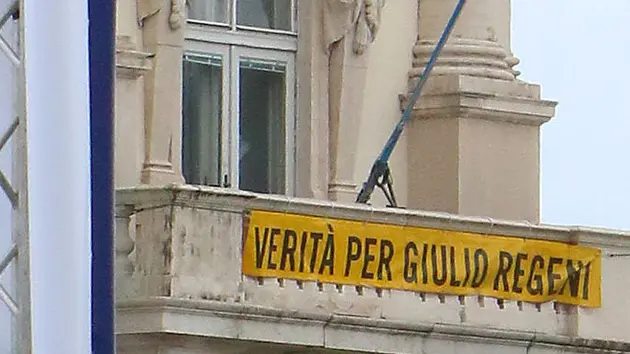 VERITÀ PER GIULIO REGENI